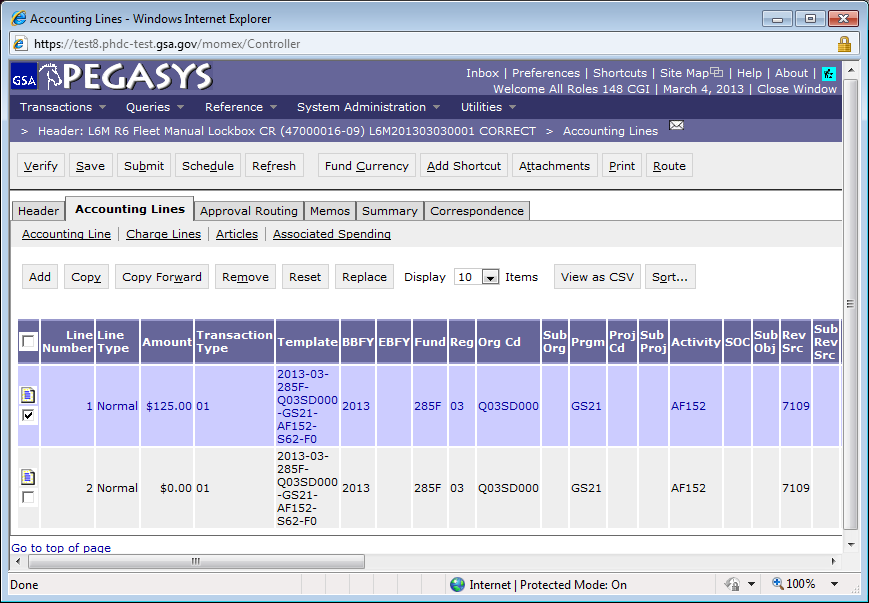 Accounting Lines - Windows Internet Explorer
https://test8.phdc-test.gsa.gov/momex/Controller
GSA PEGASYS
Inbox | Preferences | Shortcuts | Site Map | Help | About |
Welcome All Roles 148 CGI | March 4, 2013 | Close Window
Transactions Queries Reference System Administration Utilities
> Header: L6M R6 Fleet Manual Lockbox CR (47000016-09) L6M201303030001 CORRECT > Accounting Lines
Verify Save Submit Schedule Refresh Fund Currency Add Shortcut Attachments Print Route
Header Accounting Lines Approval Routing Memos Summary Correspondence
Accounting Line | Charge Lines | Articles | Associated Spending
Add Copy Copy Forward Remove Reset Replace Display 10 Items View as CSV Sort...
Line Number Line Type Amount Transaction Type Template BBFY EBFY Fund Reg Org Cd Sub Org Prgm Proj Cd Sub Proj Activity SOC Sub Obj Rev Src Sub Rev Src
1 Normal $125.00 01 2013-03-285F-Q03SD000-GS21-AF152-S62-F0 2013 285F 03 Q03SD000 GS21 AF152 7109
2 Normal $0.00 01 2013-03-285F-Q03SD000-GS21-AF152-S62-F0 2013 285F 03 Q03SD000 GS21 AF152 7109
Go to top of page
Done Internet | Protected Mode: On 100%